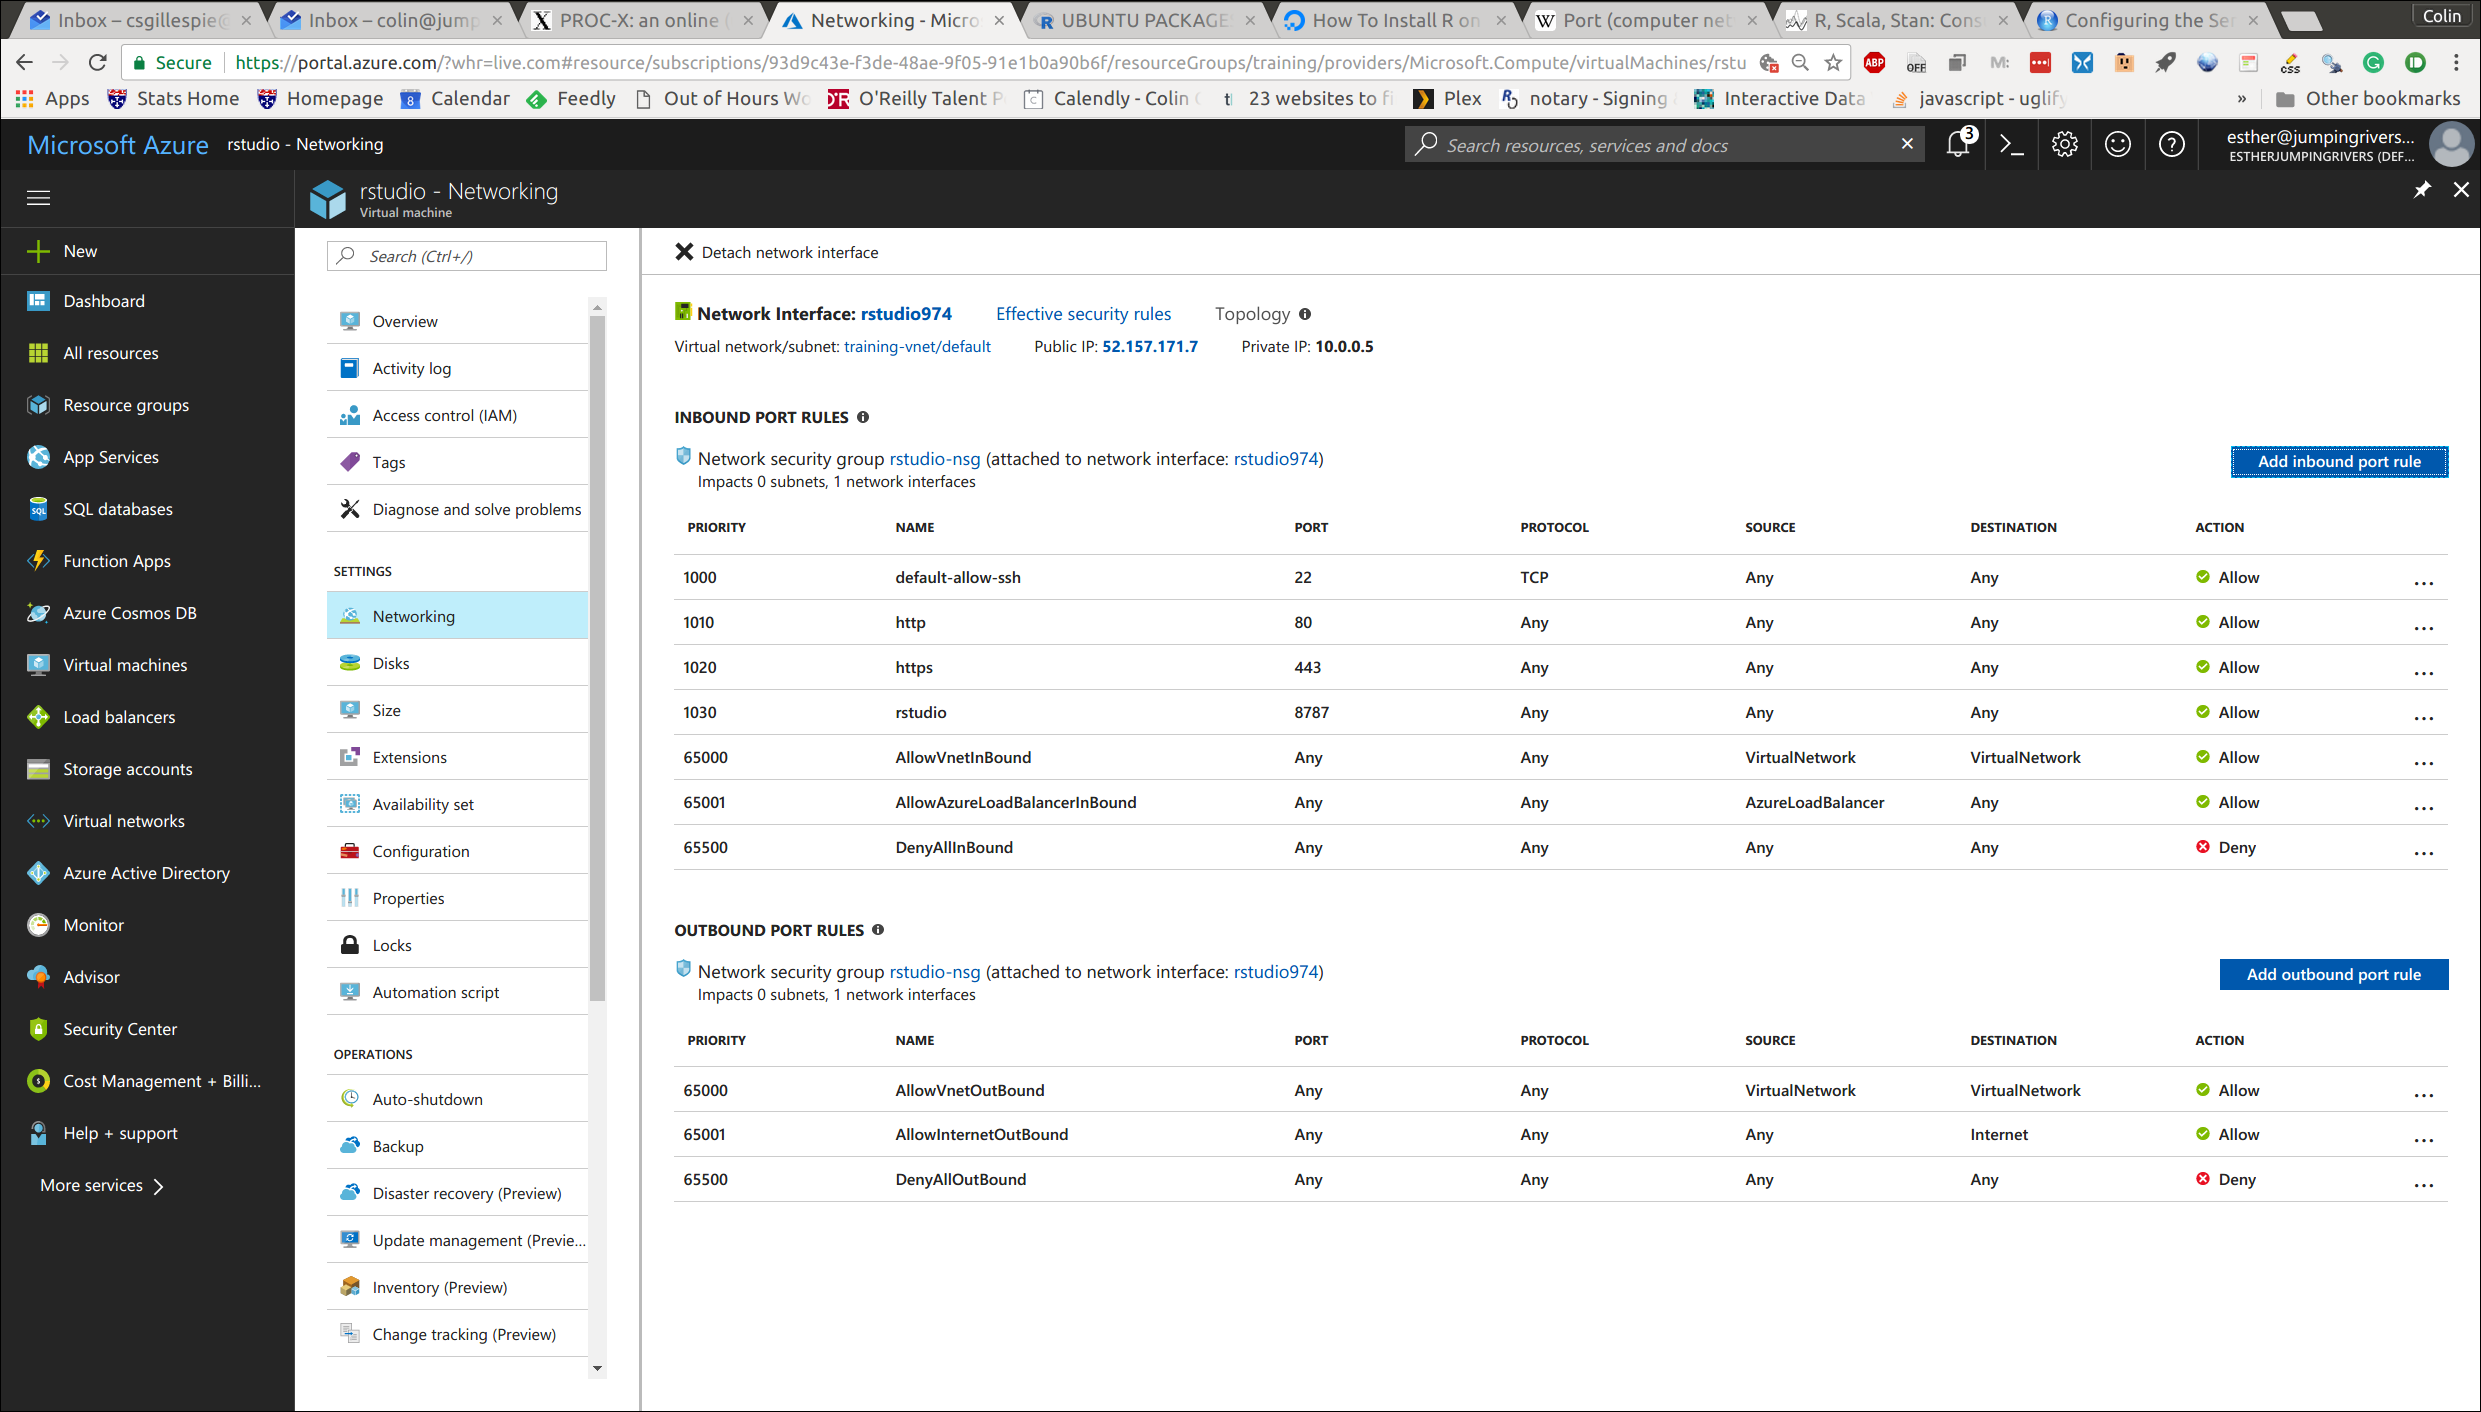 Inbox – csgillespie@
Inbox – colin@jump
PROC-X: an online (
Networking - Micro
UBUNTU PACKAGE
How To Install R on
Port (computer net
R, Scala, Stan: Cons
Configuring the Ser
Colin
Secure
https://portal.azure.com/?whr=live.com#resource/subscriptions/93d9c43e-f3de-48ae-9f05-91e1b0a90b6f/resourceGroups/training/providers/Microsoft.Compute/virtualMachines/rstu
ABP
OFF
M:
css
Apps
Stats Home
Homepage
8
Calendar
Feedly
Out of Hours Wo
O'Reilly Talent P
Calendly - Colin
23 websites to fi
Plex
notary - Signing
Interactive Data
javascript - uglify
»
Other bookmarks
Microsoft Azure
rstudio - Networking
Search resources, services and docs
3
esther@jumpingrivers...
ESTHERJUMPINGRIVERS (DEF...
rstudio - Networking
Virtual machine
New
Dashboard
All resources
Resource groups
App Services
SQL databases
Function Apps
Azure Cosmos DB
Virtual machines
Load balancers
Storage accounts
Virtual networks
Azure Active Directory
Monitor
Advisor
Security Center
Cost Management + Billi...
Help + support
More services
Search (Ctrl+/)
Overview
Activity log
Access control (IAM)
Tags
Diagnose and solve problems
SETTINGS
Networking
Disks
Size
Extensions
Availability set
Configuration
Properties
Locks
Automation script
OPERATIONS
Auto-shutdown
Backup
Disaster recovery (Preview)
Update management (Previe...
Inventory (Preview)
Change tracking (Preview)
Detach network interface
Network Interface: rstudio974 Effective security rules Topology
Virtual network/subnet: training-vnet/default Public IP: 52.157.171.7 Private IP: 10.0.0.5
INBOUND PORT RULES
Network security group rstudio-nsg (attached to network interface: rstudio974)
Impacts 0 subnets, 1 network interfaces
Add inbound port rule
PRIORITY NAME PORT PROTOCOL SOURCE DESTINATION ACTION
1000 default-allow-ssh 22 TCP Any Any Allow ...
1010 http 80 Any Any Any Allow ...
1020 https 443 Any Any Any Allow ...
1030 rstudio 8787 Any Any Any Allow ...
65000 AllowVnetInBound Any Any VirtualNetwork VirtualNetwork Allow ...
65001 AllowAzureLoadBalancerInBound Any Any AzureLoadBalancer Any Allow ...
65500 DenyAllInBound Any Any Any Any Deny ...
OUTBOUND PORT RULES
Network security group rstudio-nsg (attached to network interface: rstudio974)
Impacts 0 subnets, 1 network interfaces
Add outbound port rule
PRIORITY NAME PORT PROTOCOL SOURCE DESTINATION ACTION
65000 AllowVnetOutBound Any Any VirtualNetwork VirtualNetwork Allow ...
65001 AllowInternetOutBound Any Any Any Internet Allow ...
65500 DenyAllOutBound Any Any Any Any Deny ...